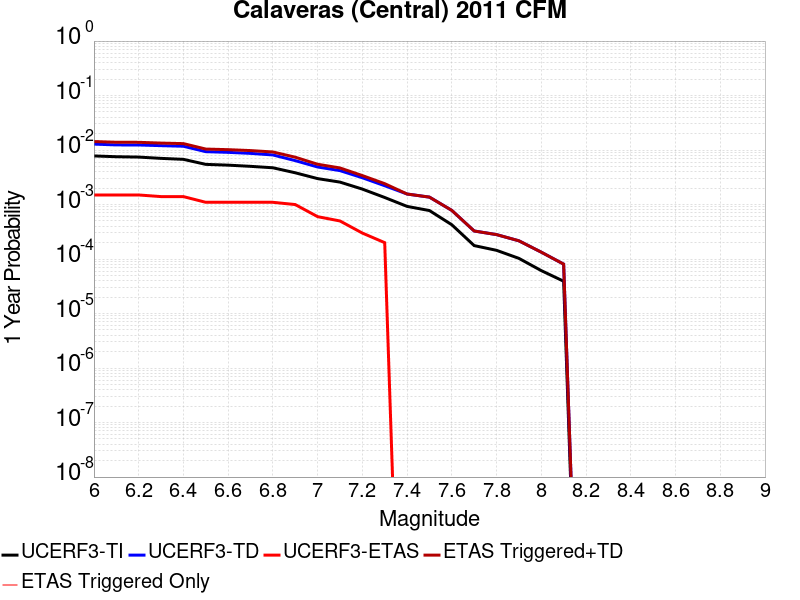 Calaveras (Central) 2011 CFM
10^0
10^-1
10^-2
10^-3
10^-4
10^-5
10^-6
10^-7
10^-8
1 Year Probability
6 6.2 6.4 6.6 6.8 7 7.2 7.4 7.6 7.8 8 8.2 8.4 8.6 8.8 9
Magnitude
UCERF3-TI UCERF3-TD UCERF3-ETAS ETAS Triggered+TD
ETAS Triggered Only